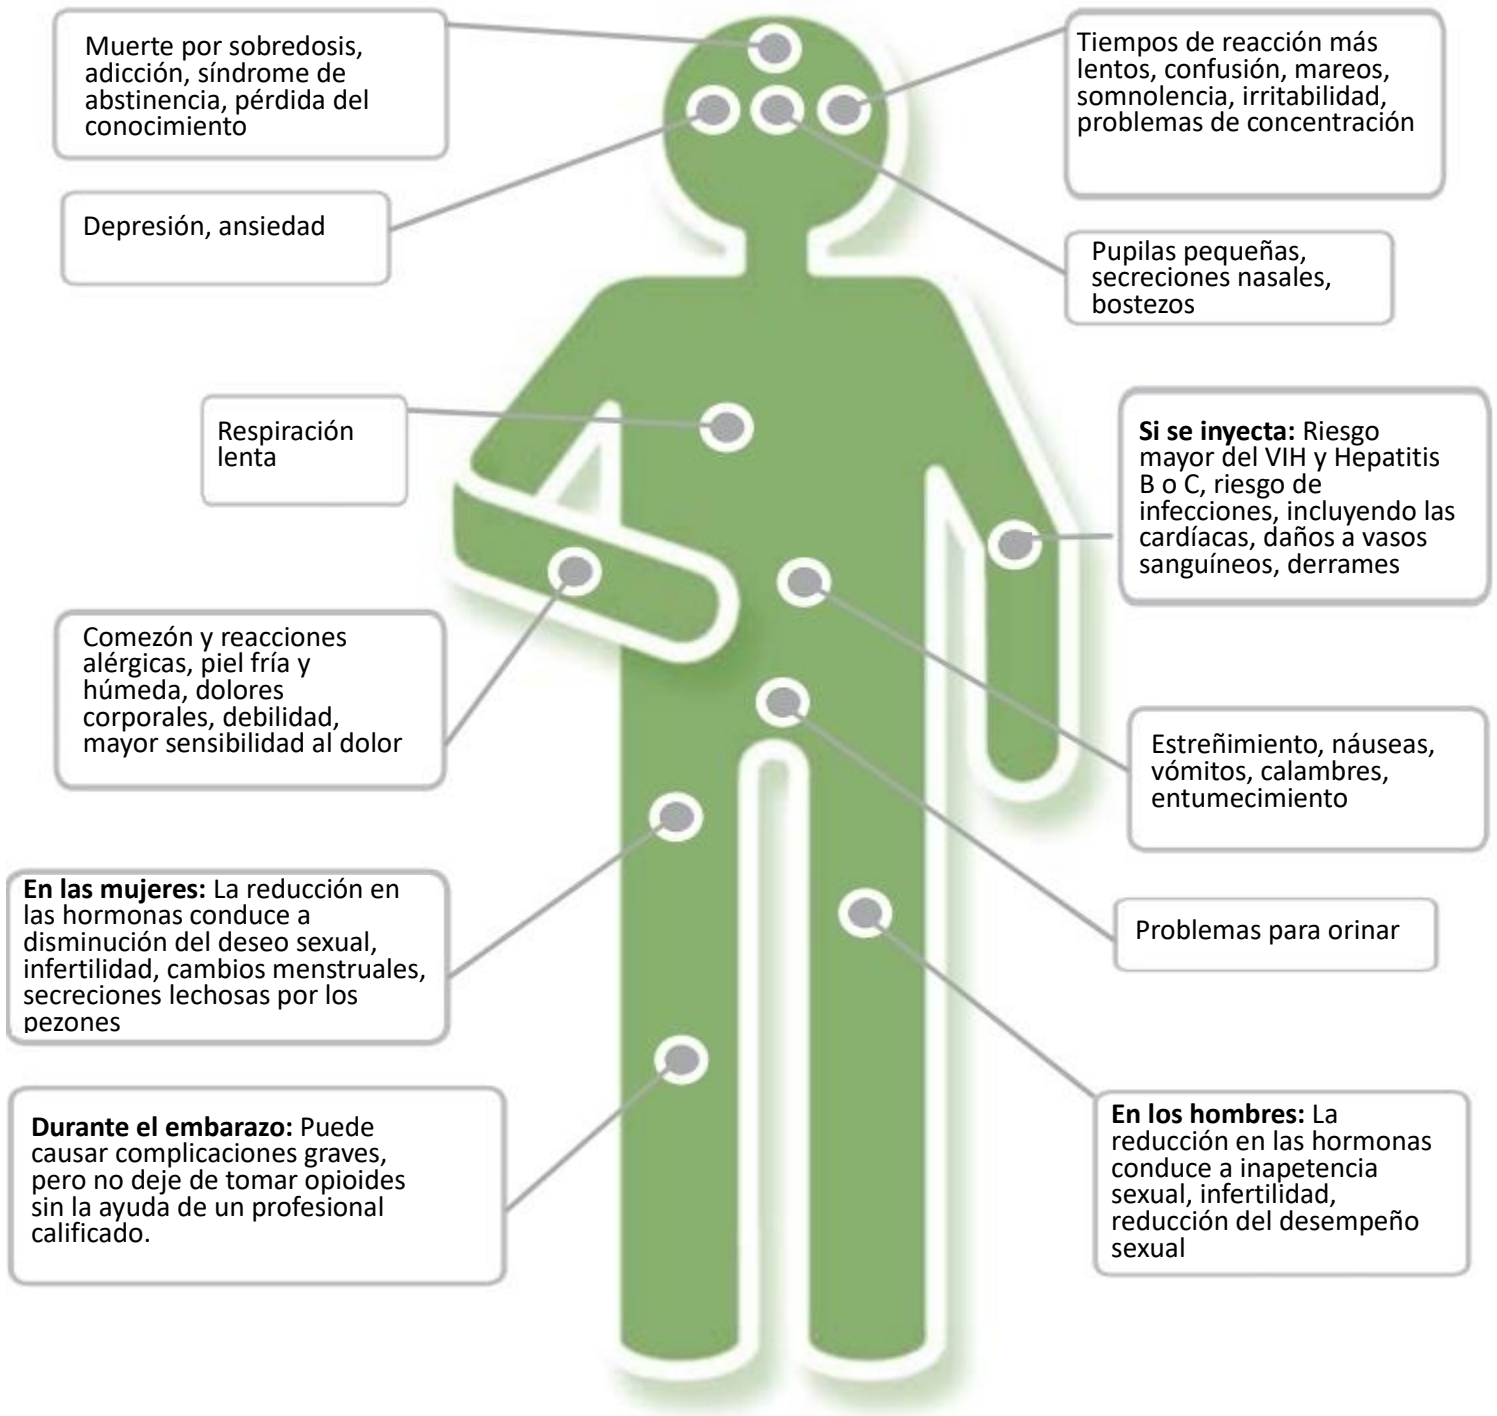 Muerte por sobredosis,
adicción, síndrome de
abstinencia, pérdida del
conocimiento
Tiempos de reacción más
lentos, confusión, mareos,
somnolencia, irritabilidad,
problemas de concentración
Depresión, ansiedad
Pupilas pequeñas,
secreciones nasales,
bostezos
Respiración
lenta
Si se inyecta: Riesgo
mayor del VIH y Hepatitis
B o C, riesgo de
infecciones, incluyendo las
cardíacas, daños a vasos
sanguíneos, derrames
Comezón y reacciones
alérgicas, piel fría y
húmeda, dolores
corporales, debilidad,
mayor sensibilidad al dolor
Estreñimiento, náuseas,
vómitos, calambres,
entumecimiento
En las mujeres: La reducción en
las hormonas conduce a
disminución del deseo sexual,
infertilidad, cambios menstruales,
secreciones lechosas por los
pezones
Problemas para orinar
Durante el embarazo: Puede
causar complicaciones graves,
pero no deje de tomar opioides
sin la ayuda de un profesional
calificado.
En los hombres: La
reducción en las hormonas
conduce a inapetencia
sexual, infertilidad,
reducción del desempeño
sexual